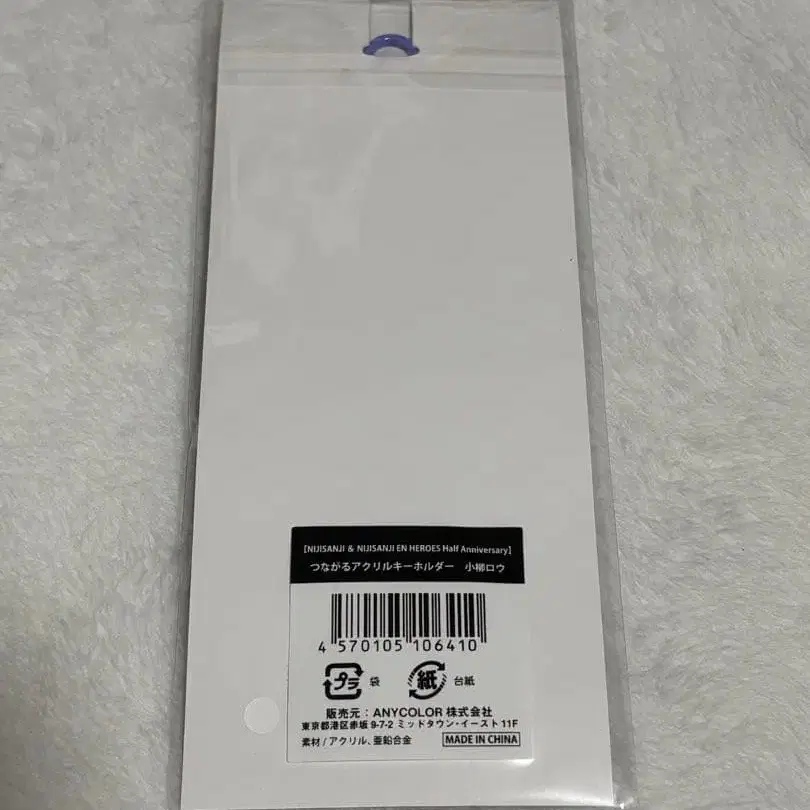 【NIJISANJI & NIJISANJI EN HEROES Half Anniversary】
つながるアクリルキーホルダー 小柳ロウ
4 570105 106410
プラ 袋 紙 台紙
販売元：ANYCOLOR 株式会社
東京都港区赤坂 9-7-2 ミッドタウン・イースト 11F
素材 / アクリル、亜鉛合金 MADE IN CHINA